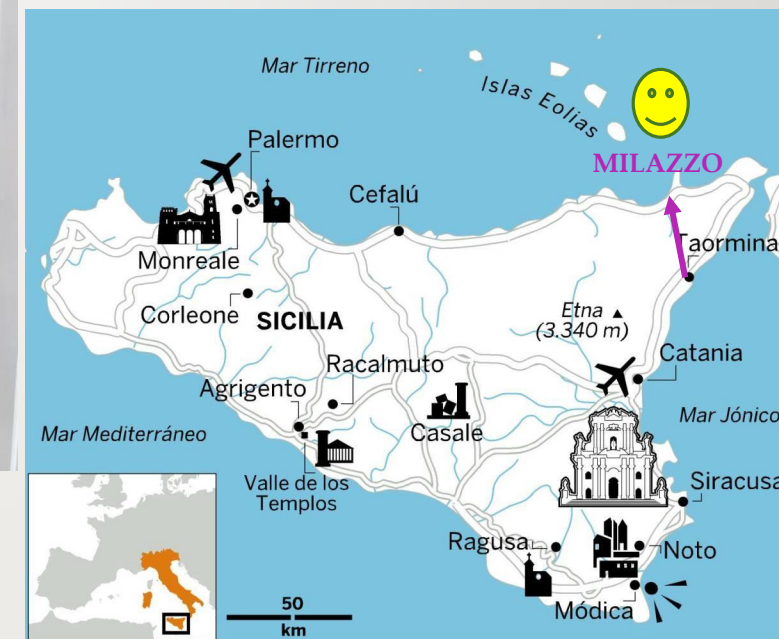 Mar Tirreno
Islas Eolias
MILAZZO
Palermo
Cefalú
Monreale
Taormina
Corleone
SICILIA
Etna
(3.340 m)
Racalmuto
Catania
Agrigento
Casale
Mar Jónico
Mar Mediterráneo
Valle de los
Templos
Siracusa
Ragusa
Noto
Módica
50
km